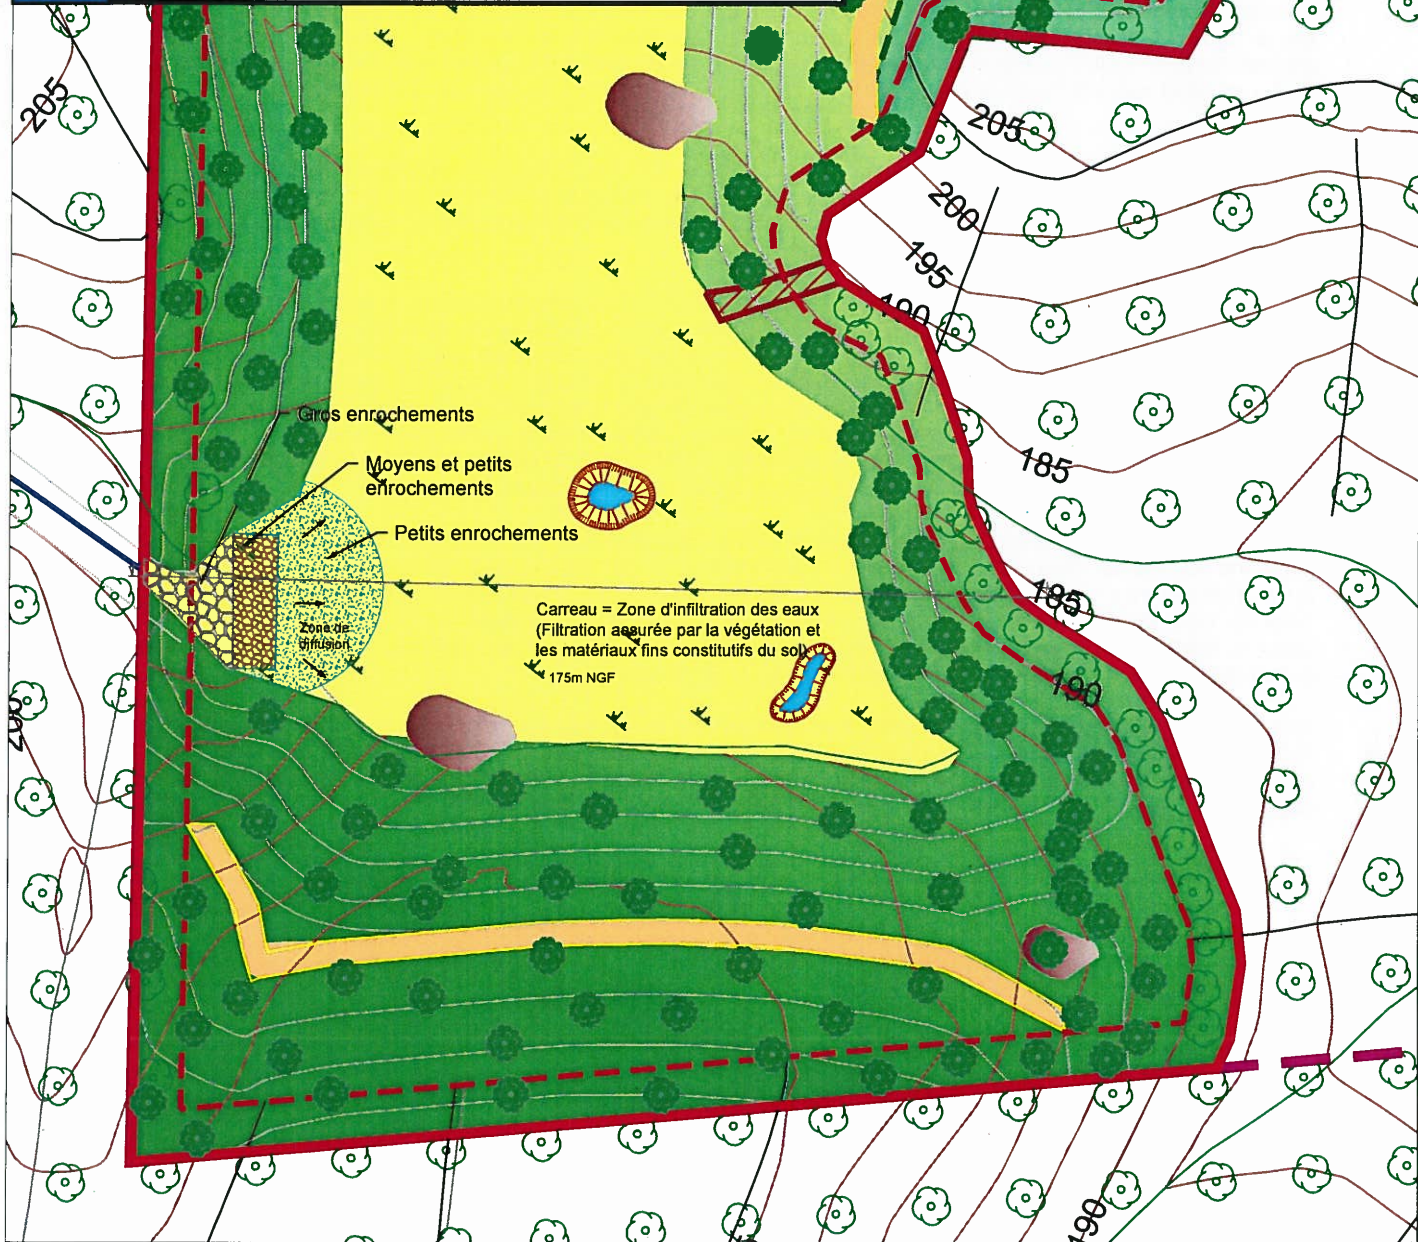 205
205
200
195
190
Gros enrochements
Moyens et petits
enrochements
185
Petits enrochements
185
Carreau = Zone d'infiltration des eaux
(Filtration assurée par la végétation et
les matériaux fins constitutifs du sol)
Zone de
diffusion
175m NGF
190
200
190